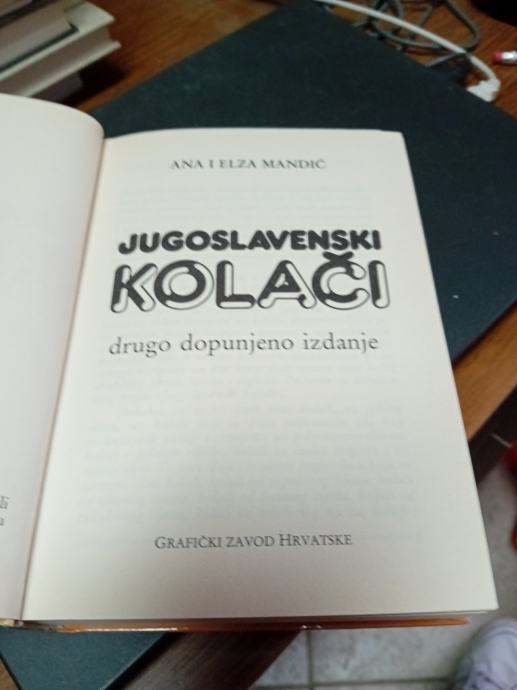 ANA I ELZA MANDIĆ
JUGOSLAVENSKI
KOLAČI
drugo dopunjeno izdanje
GRAFIČKI ZAVOD HRVATSKE